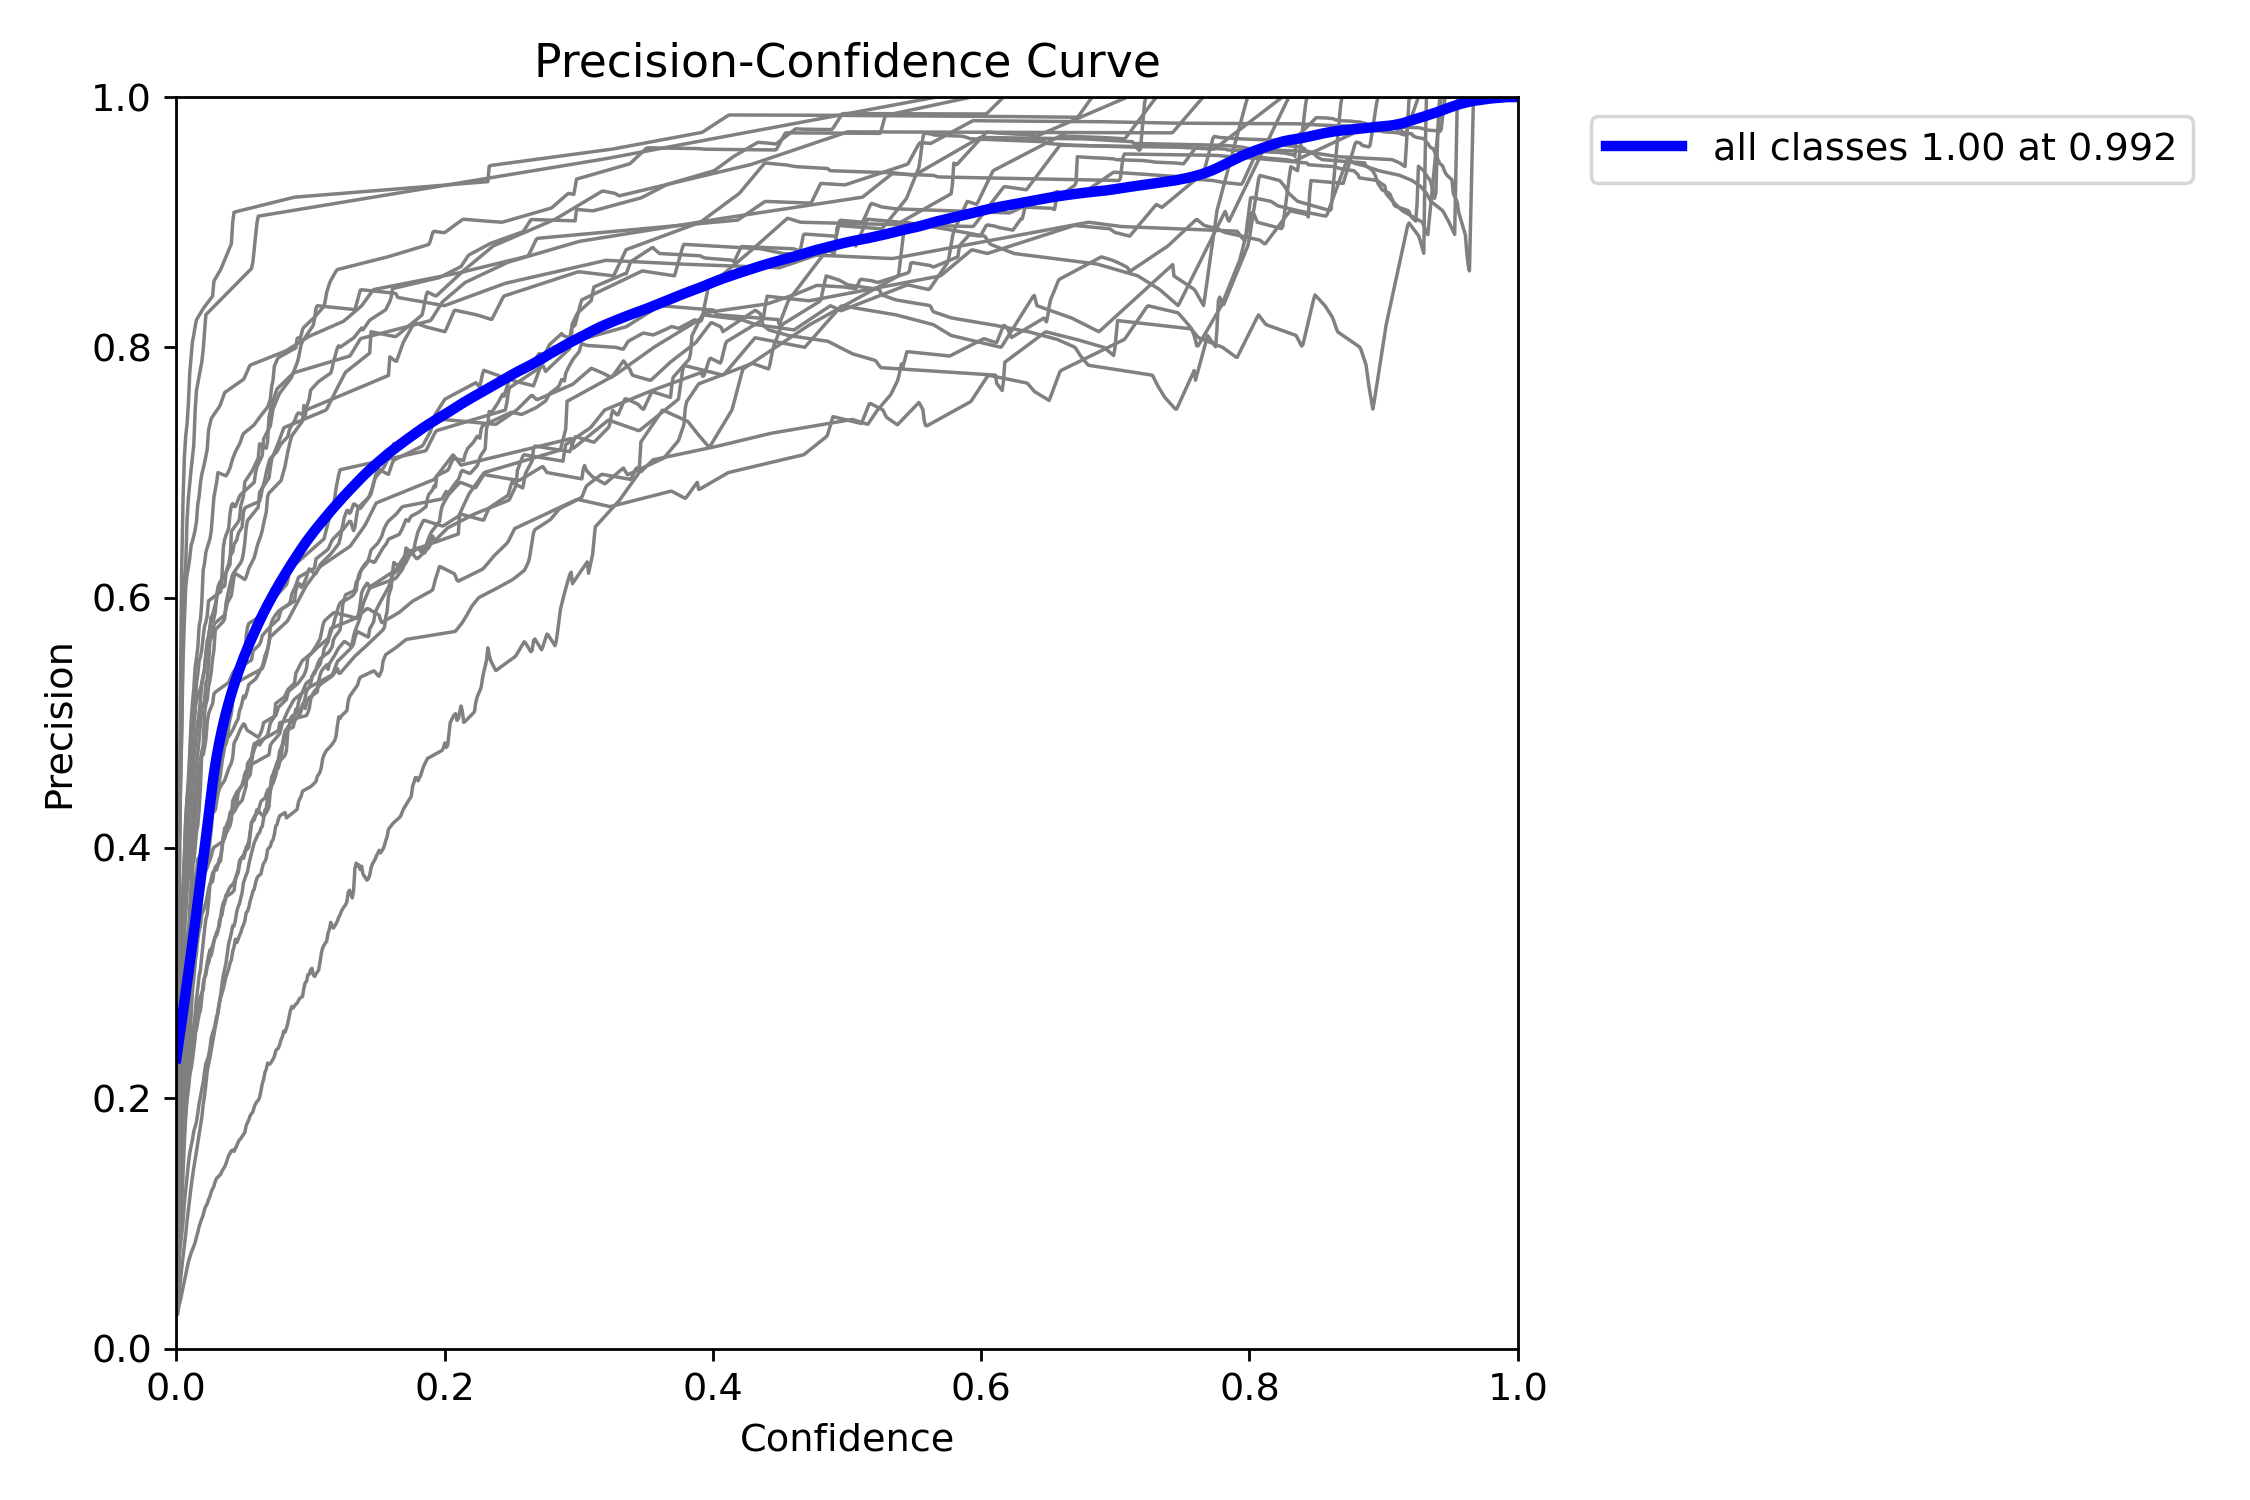 Precision-Confidence Curve
1.0
0.8
0.6
0.4
0.2
0.0
Precision
0.0 0.2 0.4 0.6 0.8 1.0
Confidence
all classes 1.00 at 0.992